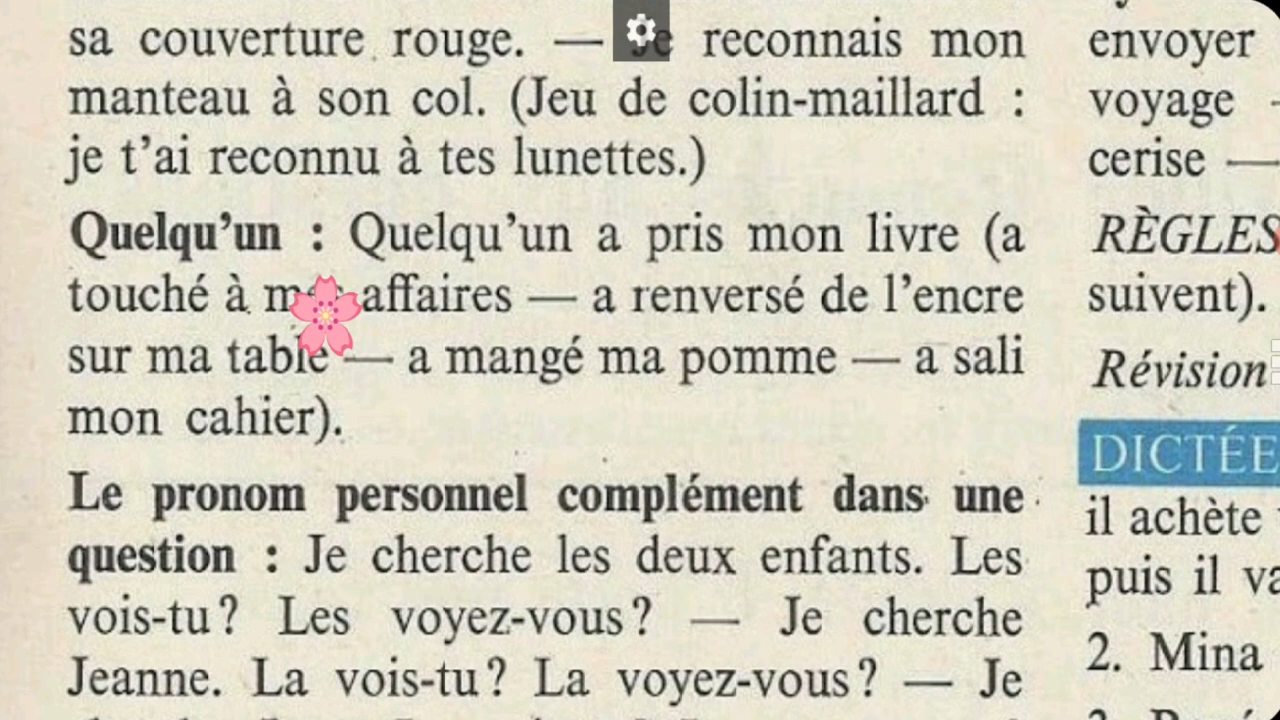 sa couverture rouge. — Je reconnais mon
manteau à son col. (Jeu de colin-maillard :
je t'ai reconnu à tes lunettes.)
Quelqu'un : Quelqu'un a pris mon livre (a
touché à mes affaires — a renversé de l'encre
sur ma table — a mangé ma pomme — a sali
mon cahier).
Le pronom personnel complément dans une
question : Je cherche les deux enfants. Les
vois-tu ? Les voyez-vous ? — Je cherche
Jeanne. La vois-tu ? La voyez-vous ? — Je
envoyer
voyage -
cerise —
RÈGLES
suivent).
Révision
DICTÉE
il achète
puis il va
2. Mina